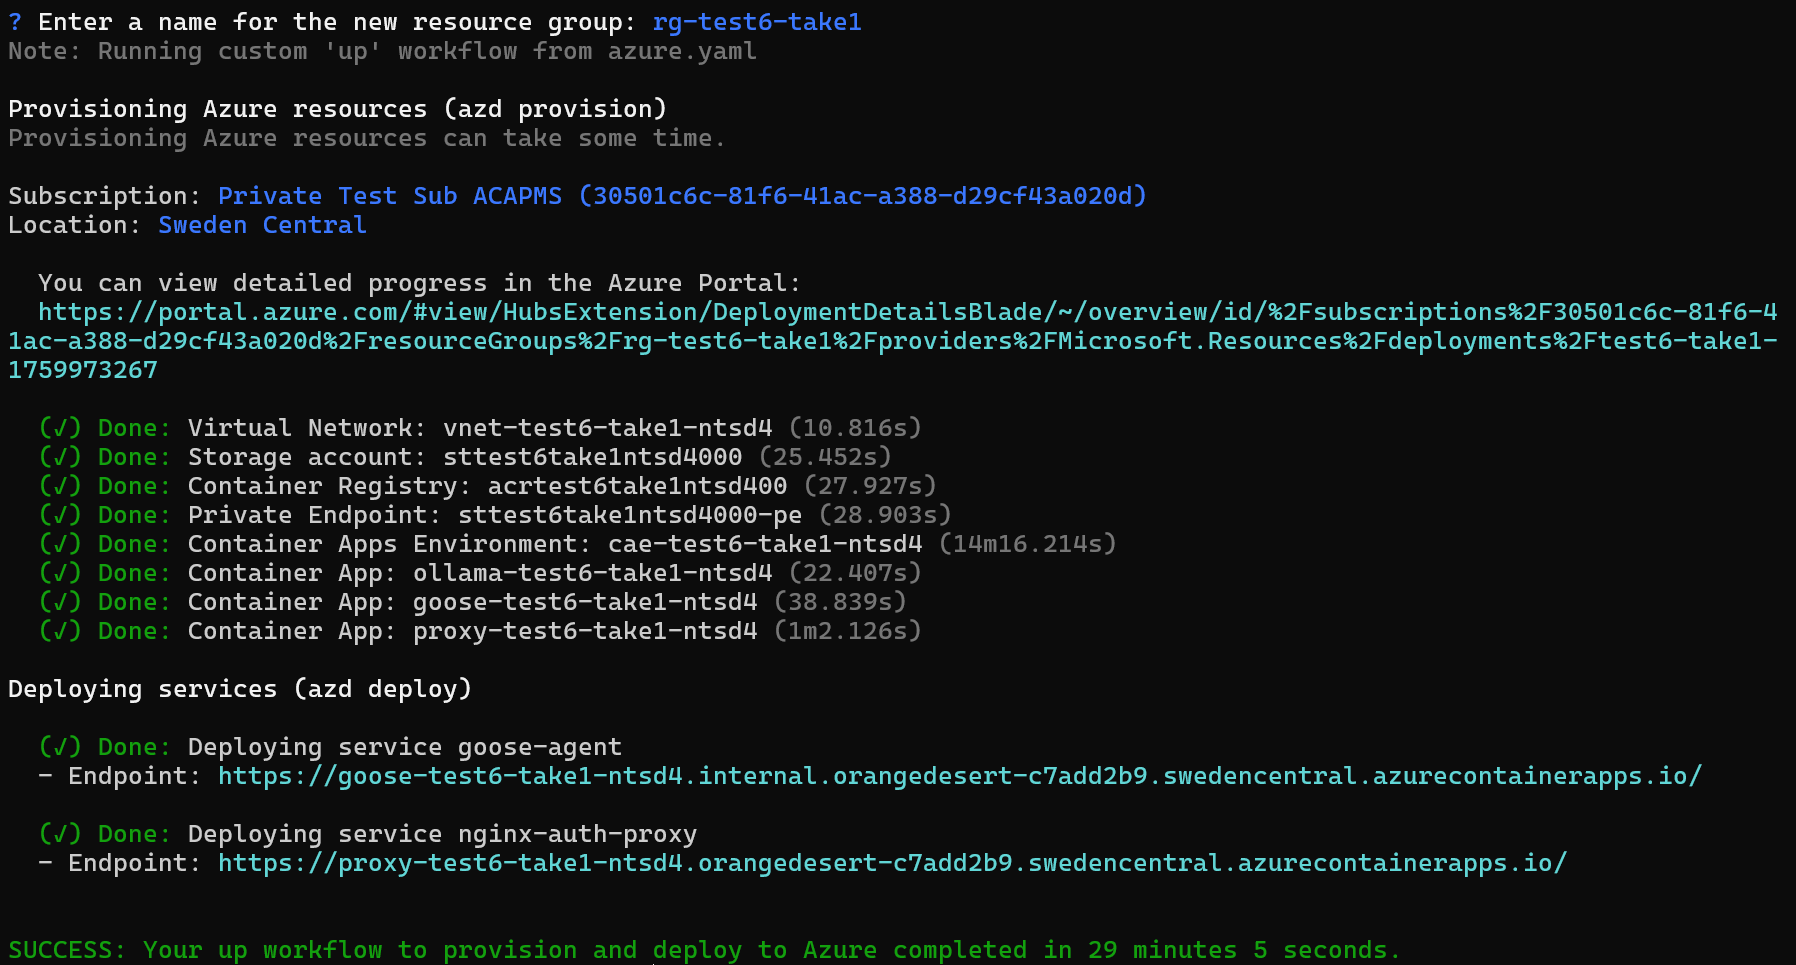 ? Enter a name for the new resource group: rg-test6-take1
Note: Running custom 'up' workflow from azure.yaml
Provisioning Azure resources (azd provision)
Provisioning Azure resources can take some time.
Subscription: Private Test Sub ACAPMS (30501c6c-81f6-41ac-a388-d29cf43a020d)
Location: Sweden Central
You can view detailed progress in the Azure Portal:
https://portal.azure.com/#view/HubsExtension/DeploymentDetailsBlade/~/overview/id/%2Fsubscriptions%2F30501c6c-81f6-4
1ac-a388-d29cf43a020d%2FresourceGroups%2Frg-test6-take1%2Fproviders%2FMicrosoft.Resources%2Fdeployments%2Ftest6-take1-
1759973267
(✓) Done: Virtual Network: vnet-test6-take1-ntsd4 (10.816s)
(✓) Done: Storage account: sttest6take1ntsd4000 (25.452s)
(✓) Done: Container Registry: acrtest6take1ntsd400 (27.927s)
(✓) Done: Private Endpoint: sttest6take1ntsd4000-pe (28.903s)
(✓) Done: Container Apps Environment: cae-test6-take1-ntsd4 (14m16.214s)
(✓) Done: Container App: ollama-test6-take1-ntsd4 (22.407s)
(✓) Done: Container App: goose-test6-take1-ntsd4 (38.839s)
(✓) Done: Container App: proxy-test6-take1-ntsd4 (1m2.126s)
Deploying services (azd deploy)
(✓) Done: Deploying service goose-agent
- Endpoint: https://goose-test6-take1-ntsd4.internal.orangedesert-c7add2b9.swedencentral.azurecontainerapps.io/
(✓) Done: Deploying service nginx-auth-proxy
- Endpoint: https://proxy-test6-take1-ntsd4.orangedesert-c7add2b9.swedencentral.azurecontainerapps.io/
SUCCESS: Your up workflow to provision and deploy to Azure completed in 29 minutes 5 seconds.